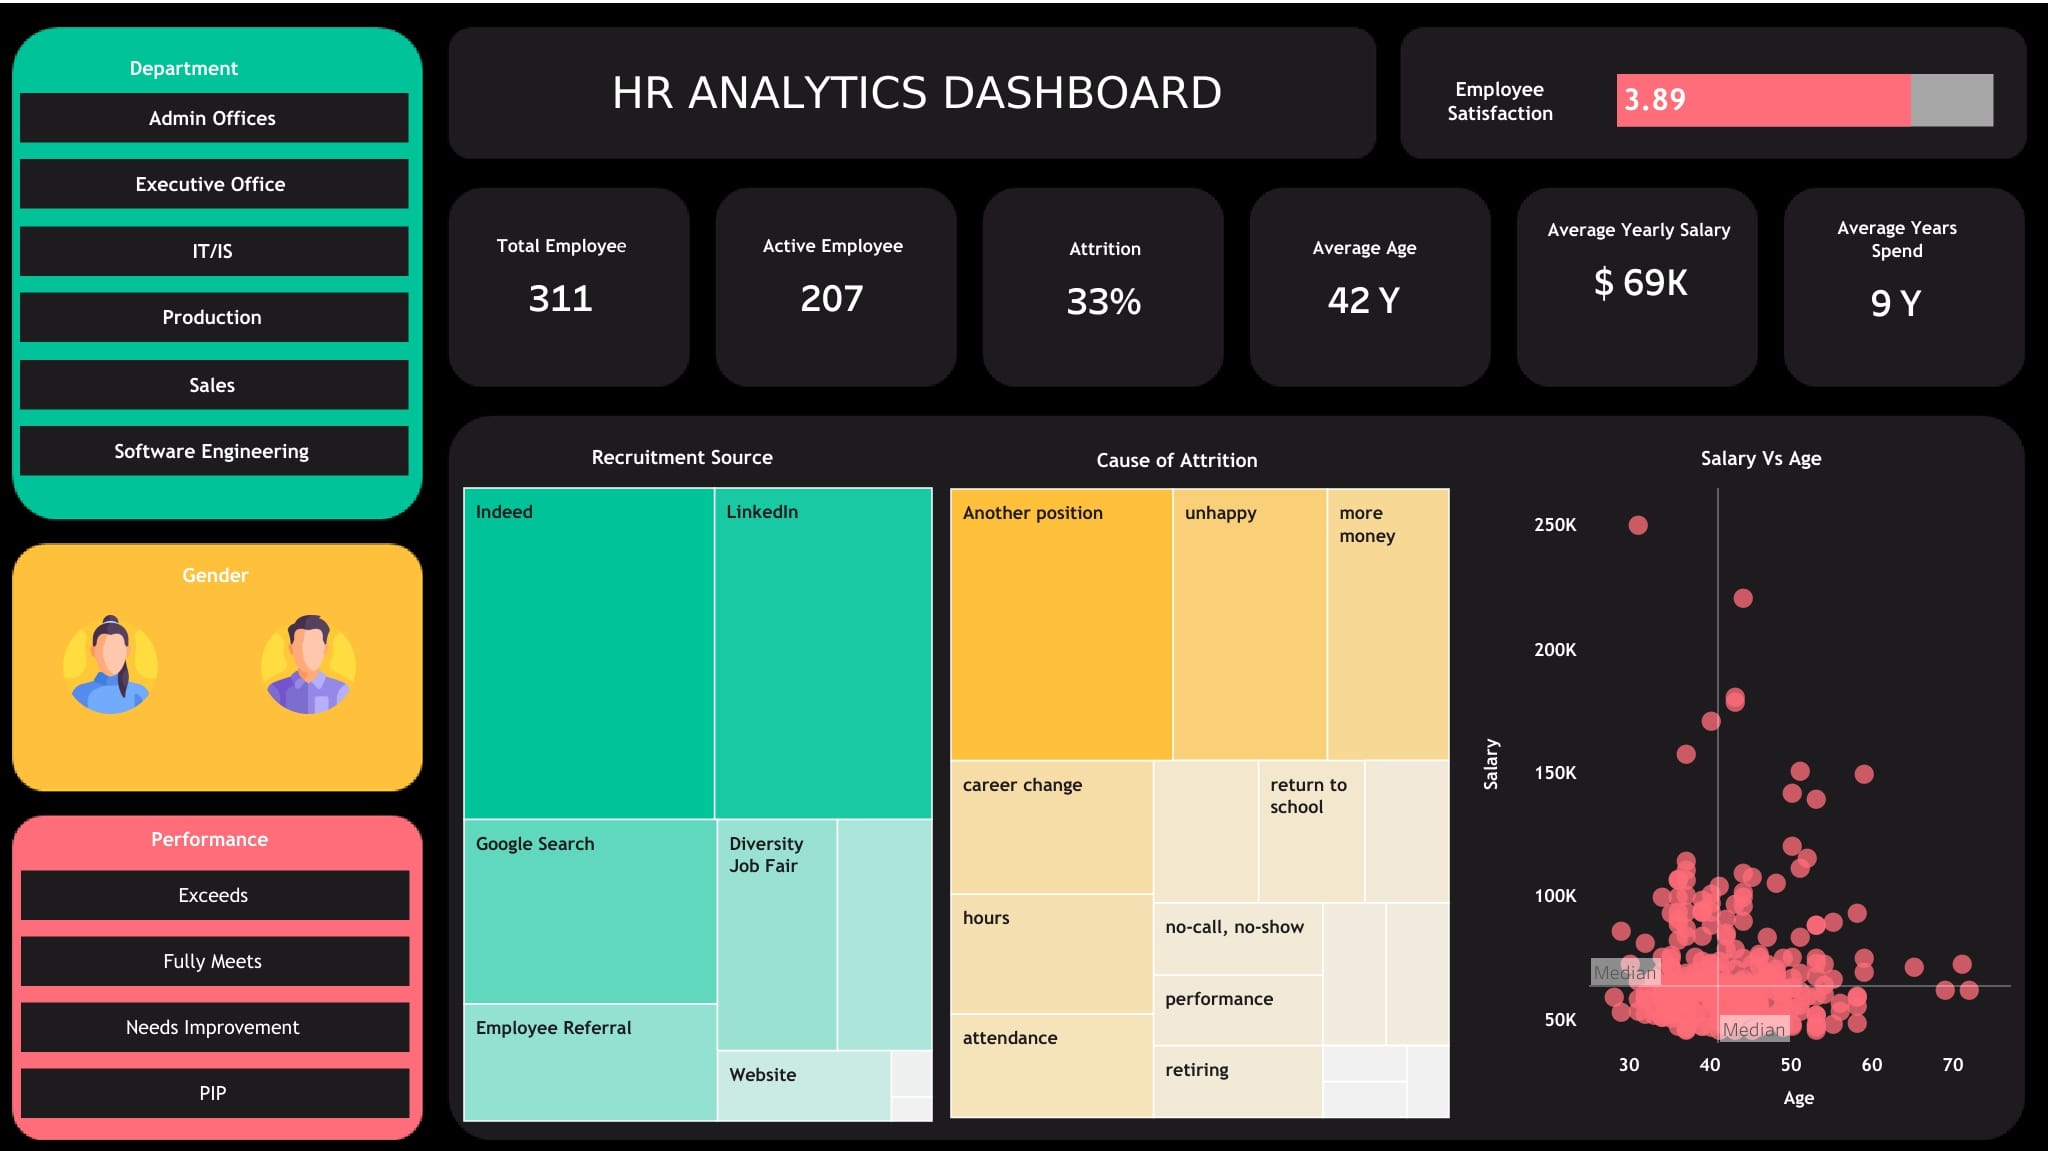 Department
Admin Offices
Executive Office
IT/IS
Production
Sales
Software Engineering
Gender
Performance
Exceeds
Fully Meets
Needs Improvement
PIP
HR ANALYTICS DASHBOARD
Employee
Satisfaction
3.89
Total Employee
311
Active Employee
207
Attrition
33%
Average Age
42 Y
Average Yearly Salary
$ 69K
Average Years
Spend
9 Y
Recruitment Source
Indeed
LinkedIn
Google Search
Diversity
Job Fair
Employee Referral
Website
Cause of Attrition
Another position
unhappy
more
money
career change
return to
school
hours
no-call, no-show
performance
attendance
retiring
Salary Vs Age
Salary
250K
200K
150K
100K
50K
Median
Median
30 40 50 60 70
Age